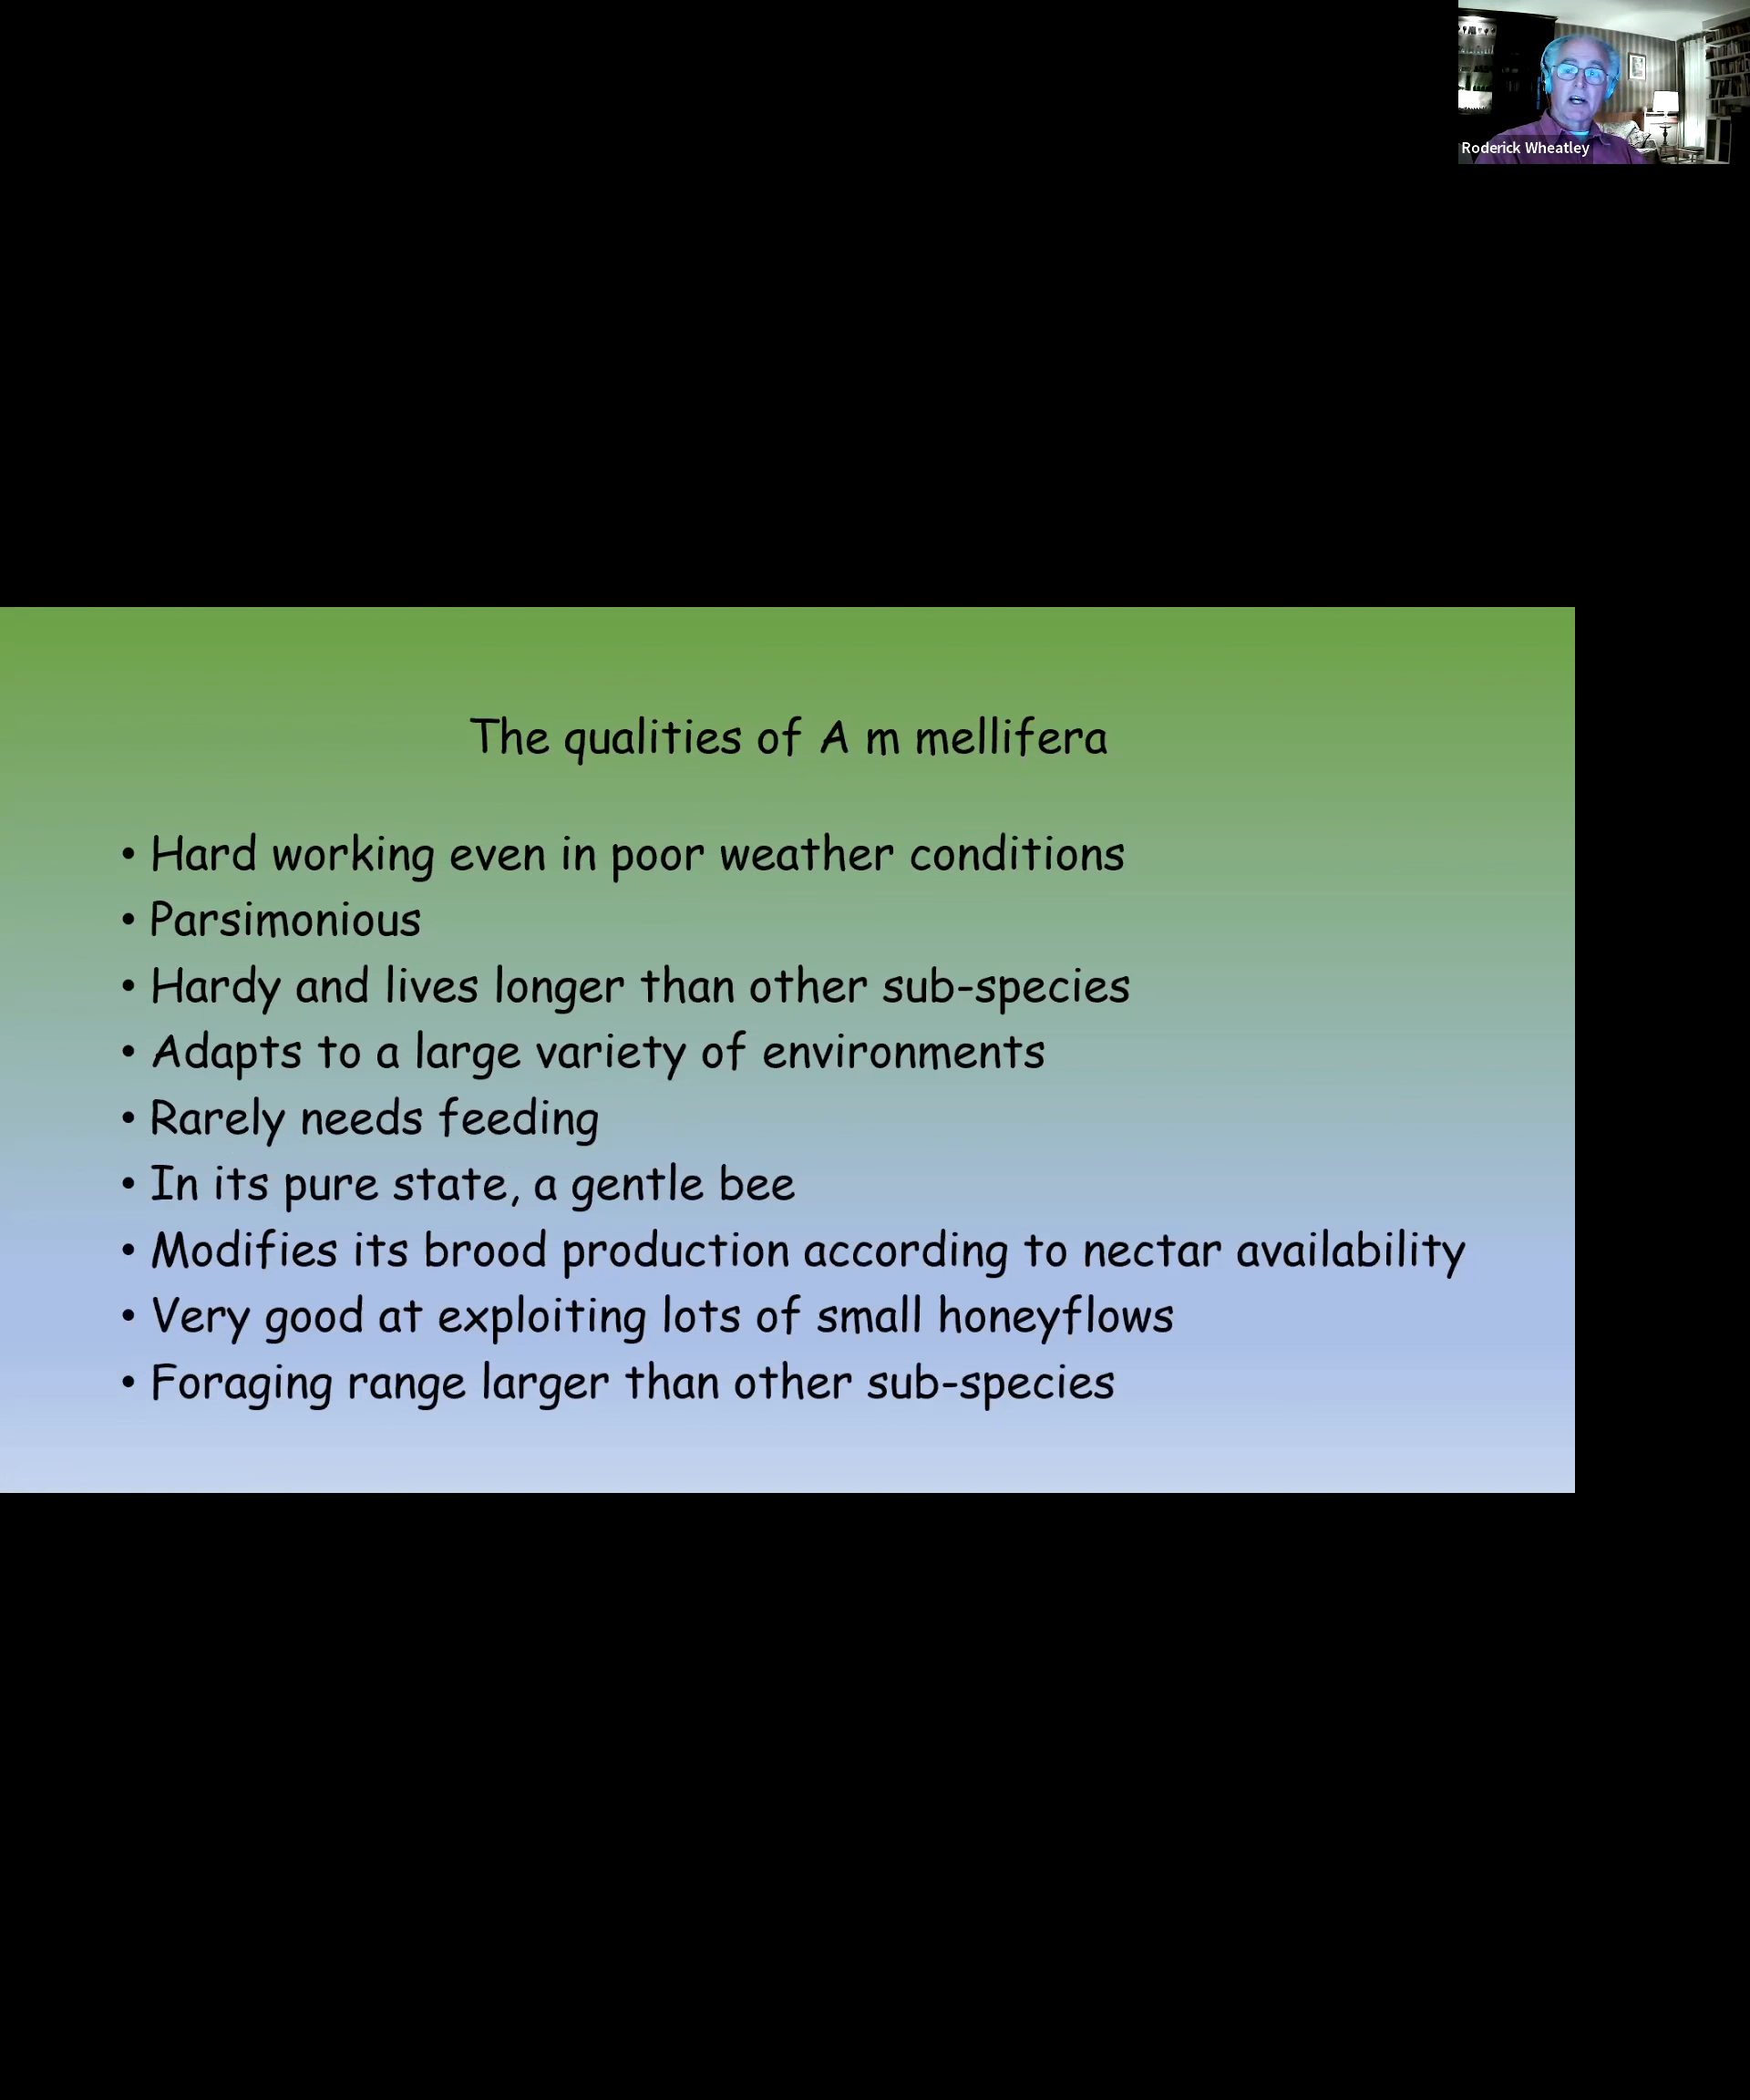 Roderick Wheatley
The qualities of A m mellifera
• Hard working even in poor weather conditions
• Parsimonious
• Hardy and lives longer than other sub-species
• Adapts to a large variety of environments
• Rarely needs feeding
• In its pure state, a gentle bee
• Modifies its brood production according to nectar availability
• Very good at exploiting lots of small honeyflows
• Foraging range larger than other sub-species